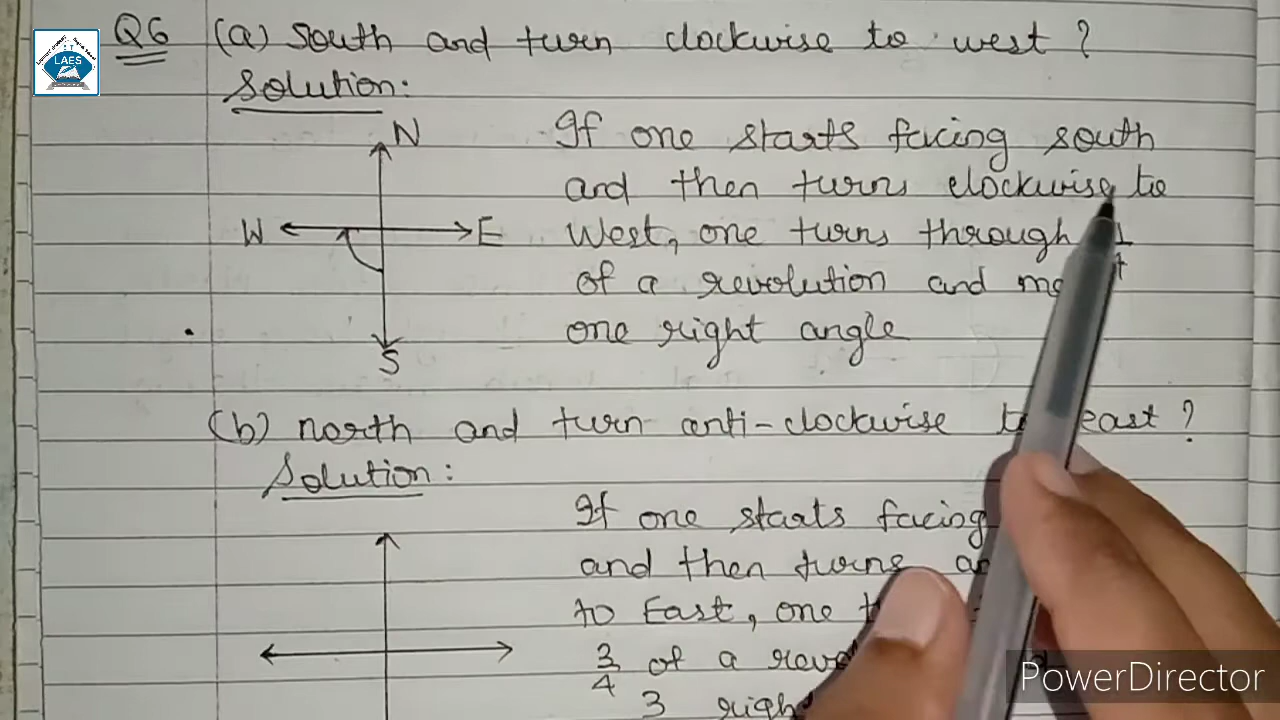 LAES
Q6 (a) South and turn clockwise to west ?
Solution:
N
If one starts facing south
and then turns clockwise to
W E West, one turns through 1
of a revolution and
S one right angle
(b) north and turn anti-clockwise east ?
Solution :
If one starts facing
and then turns
to East, one
3/4 of a
3
PowerDirector